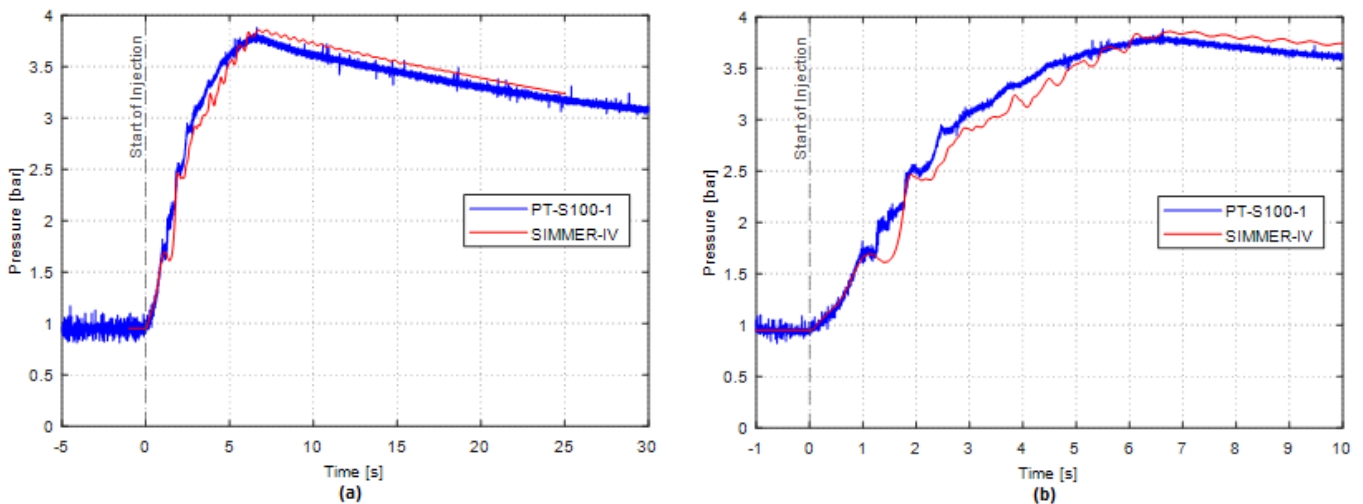 4
3.5
3
2.5
2
1.5
1
0.5
0
Pressure [bar]
Start of Injection
PT-S100-1
SIMMER-IV
-5 0 5 10 15 20 25 30
Time [s]
(a)
4
3.5
3
2.5
2
1.5
1
0.5
0
Pressure [bar]
Start of Injection
PT-S100-1
SIMMER-IV
-1 0 1 2 3 4 5 6 7 8 9 10
Time [s]
(b)